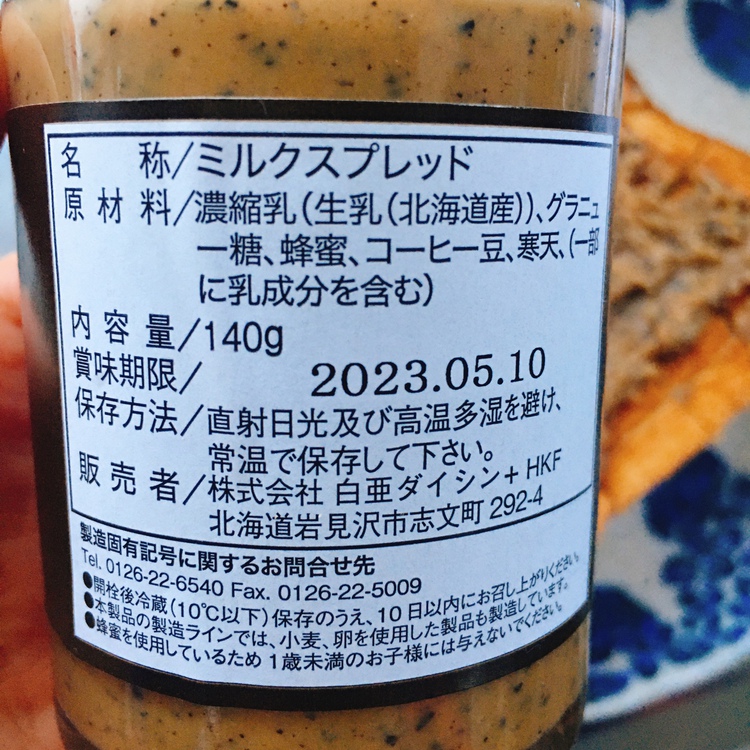 名 称/ミルクスプレッド
原材料/濃縮乳(生乳(北海道産))、グラニュ
ー糖、蜂蜜、コーヒー豆、寒天、(一部
に乳成分を含む)
内容量/140g
賞味期限/ 2023.05.10
保存方法/直射日光及び高温多湿を避け、
常温で保存して下さい。
販売者/株式会社 白亜ダイシン+HKF
北海道岩見沢市志文町292-4
製造固有記号に関するお問合せ先
Tel. 0126-22-6540 Fax. 0126-22-5009
●開栓後冷蔵(10℃以下)保存のうえ、10日以内にお召し上がりください。
●本製品の製造ラインでは、小麦、卵を使用した製品も製造しています。
●蜂蜜を使用しているため1歳未満のお子様には与えないでください。